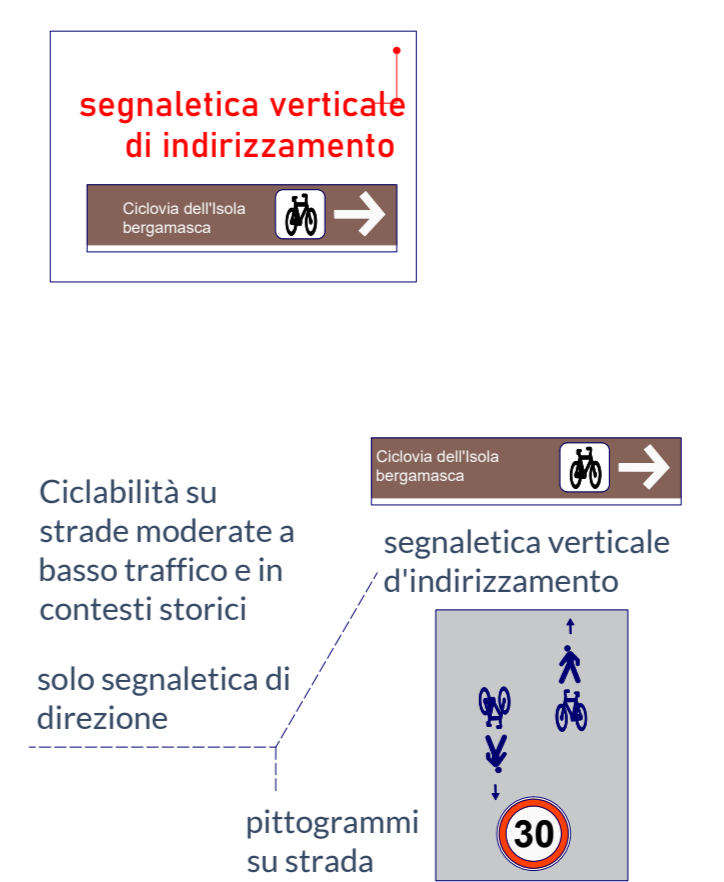 segnaletica verticale
di indirizzamento
Ciclovia dell'Isola
bergamasca
Ciclovia dell'Isola
bergamasca
Ciclabilità su
strade moderate a
basso traffico e in
contesti storici
segnaletica verticale
d'indirizzamento
solo segnaletica di
direzione
pittogrammi
su strada
30